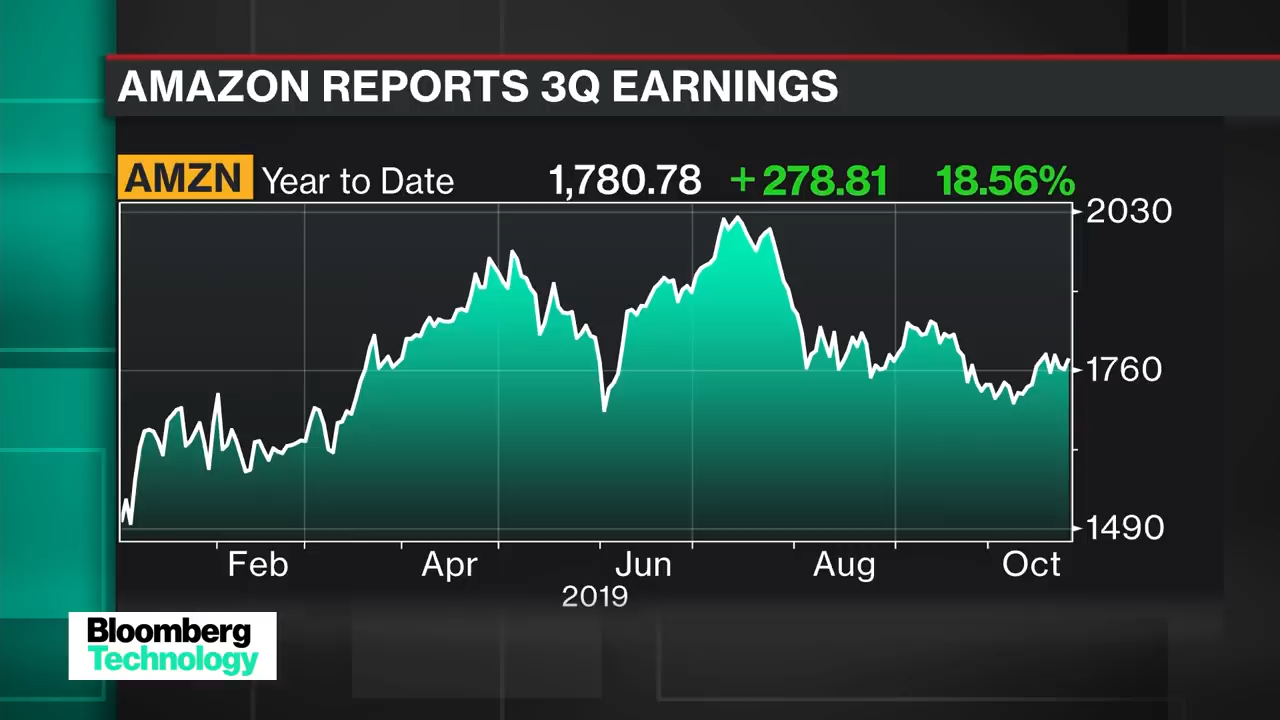 AMAZON REPORTS 3Q EARNINGS
AMZN Year to Date 1,780.78 +278.81 18.56%
2030
1760
1490
Feb Apr Jun Aug Oct
2019
Bloomberg
Technology